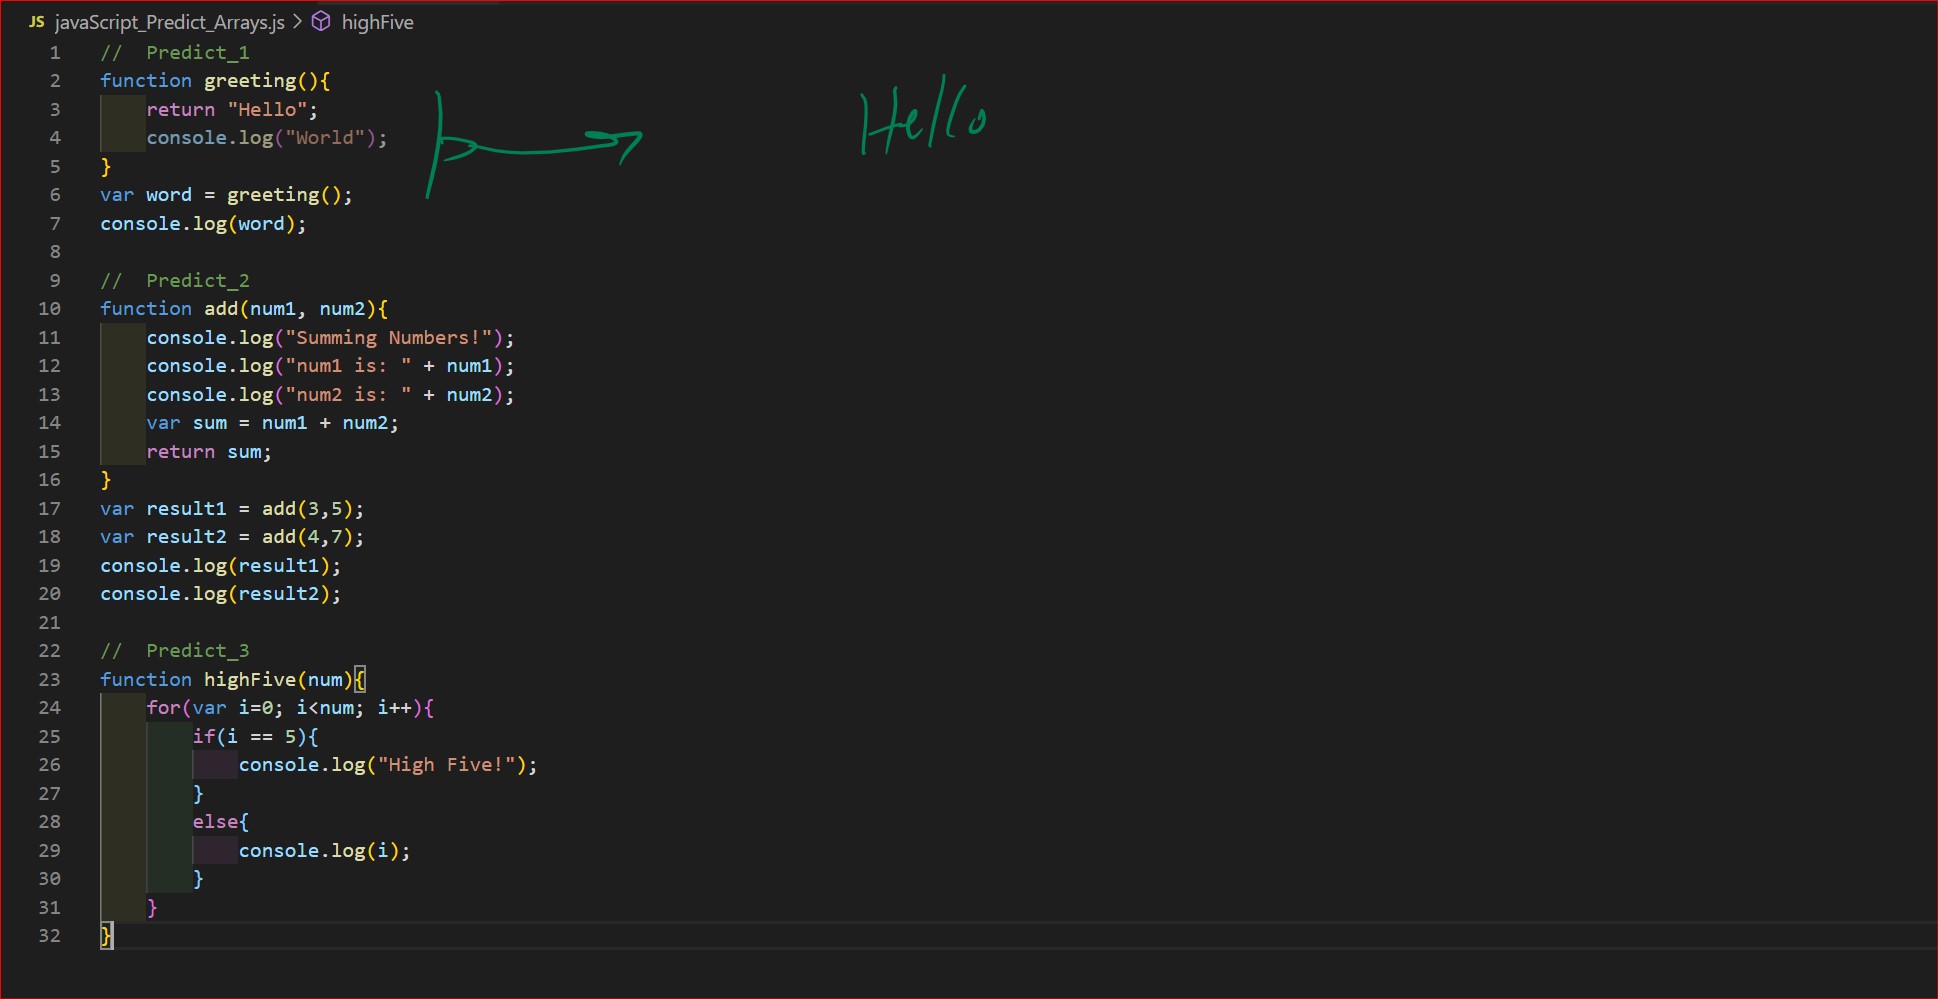 JS javaScript_Predict_Arrays.js > highFive
1 //  Predict_1
2 function greeting(){
3     return "Hello";
4     console.log("World");
5 }
6 var word = greeting();
7 console.log(word);
8
9 //  Predict_2
10 function add(num1, num2){
11     console.log("Summing Numbers!");
12     console.log("num1 is: " + num1);
13     console.log("num2 is: " + num2);
14     var sum = num1 + num2;
15     return sum;
16 }
17 var result1 = add(3,5);
18 var result2 = add(4,7);
19 console.log(result1);
20 console.log(result2);
21
22 //  Predict_3
23 function highFive(num){
24     for(var i=0; i<num; i++){
25         if(i == 5){
26             console.log("High Five!");
27         }
28         else{
29             console.log(i);
30         }
31     }
32 }
Hello